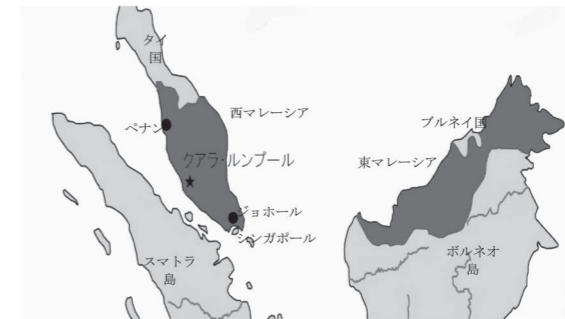 タイ
国
西マレーシア
ペナン
ブルネイ国
クアラ・ルンプール
東マレーシア
ジョホール
シンガポール
スマトラ
島
ボルネオ
島